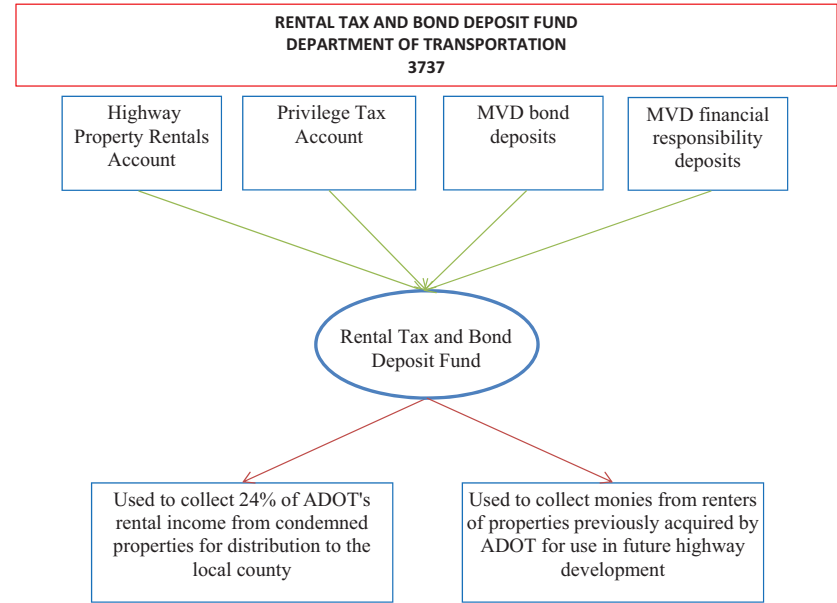 RENTAL TAX AND BOND DEPOSIT FUND
DEPARTMENT OF TRANSPORTATION
3737
Highway
Property Rentals
Account
Privilege Tax
Account
MVD bond
deposits
MVD financial
responsibility
deposits
Rental Tax and Bond
Deposit Fund
Used to collect 24% of ADOT's
rental income from condemned
properties for distribution to the
local county
Used to collect monies from renters
of properties previously acquired by
ADOT for use in future highway
development